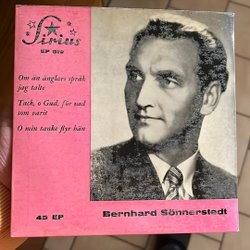 Sirius
EP 019
Om än änglars språk
jag talte
Tack, o Gud, för vad
som varit
O min tanke flyr hän
45 EP
Bernhard Sönnerstedt